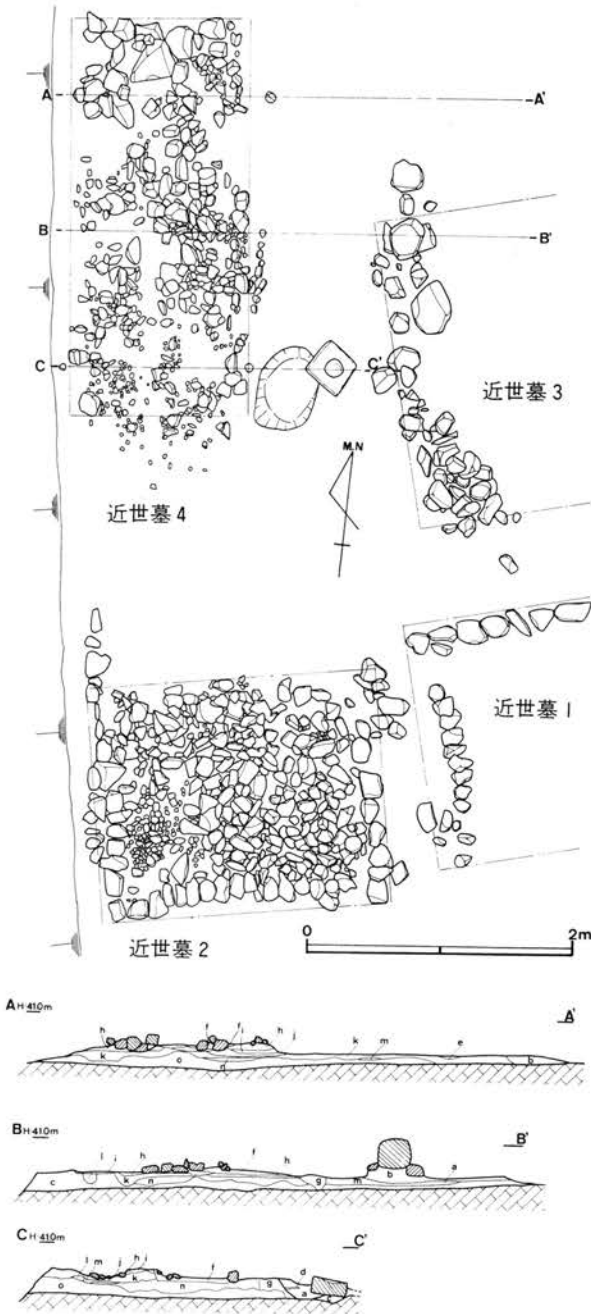 A A'
B B'
C C'
近世墓3
M.N
近世墓4
近世墓1
近世墓2
0 2m
A H·410m A'
h f f i h j k m e
k o n b
B H·410m B'
l i h f h a
c k n g m b
C H·410m C'
l m j h i f d
o k n g a